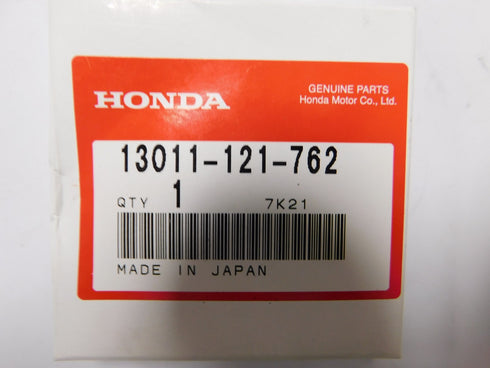 GENUINE PARTS
HONDA Honda Motor Co., Ltd.
13011-121-762
QTY 1 7K21
MADE IN JAPAN